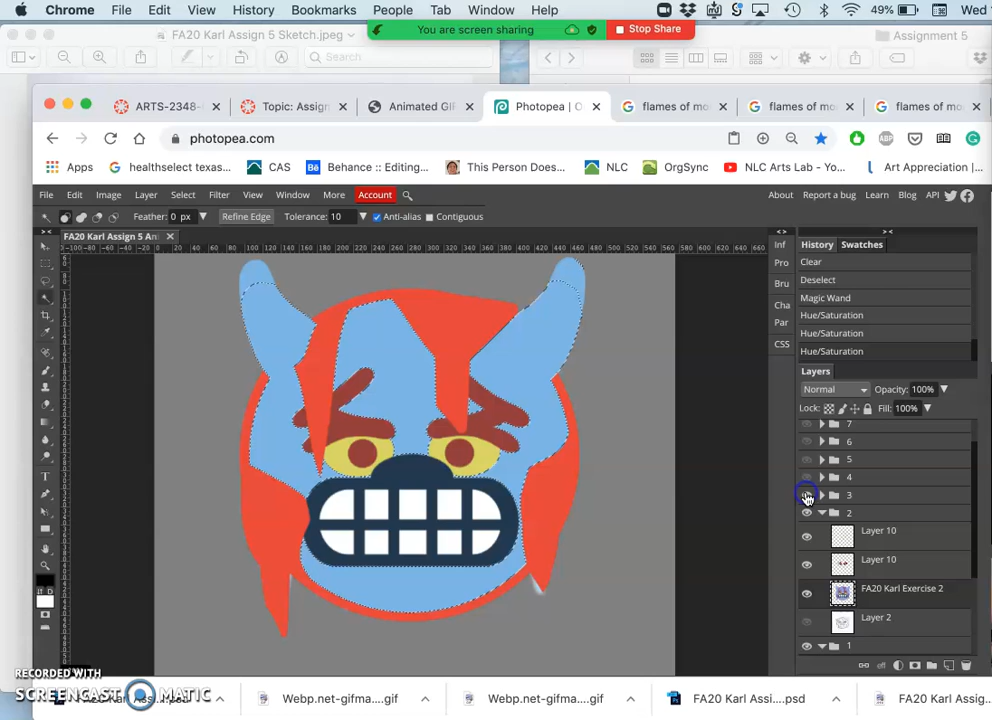 Chrome File Edit View History Bookmarks People Tab Window Help 49% Wed
FA20 Karl Assign 5 Sketch.jpeg
You are screen sharing Stop Share
Assignment 5
Search
ARTS-2348- Topic: Assign Animated GIF Photopea | O flames of mo flames of mo flames of mo
photopea.com
Apps healthselect texas... CAS Behance :: Editing... This Person Does... NLC OrgSync NLC Arts Lab - Yo... Art Appreciation |
File Edit Image Layer Select Filter View Window More Account About Report a bug Learn Blog API
Feather: 0 px Refine Edge Tolerance: 10 Anti-alias Contiguous
FA20 Karl Assign 5 An
Inf
Pro
Bru
Cha
Par
CSS
History Swatches
Clear
Deselect
Magic Wand
Hue/Saturation
Hue/Saturation
Hue/Saturation
Layers
Normal Opacity: 100%
Lock: Fill: 100%
7
6
5
4
3
2
Layer 10
Layer 10
FA20 Karl Exercise 2
Layer 2
1
RECORDED WITH
SCREENCAST MATIC
Webp.net-gifma....gif Webp.net-gifma....gif FA20 Karl Assi....psd FA20 Karl Assig.